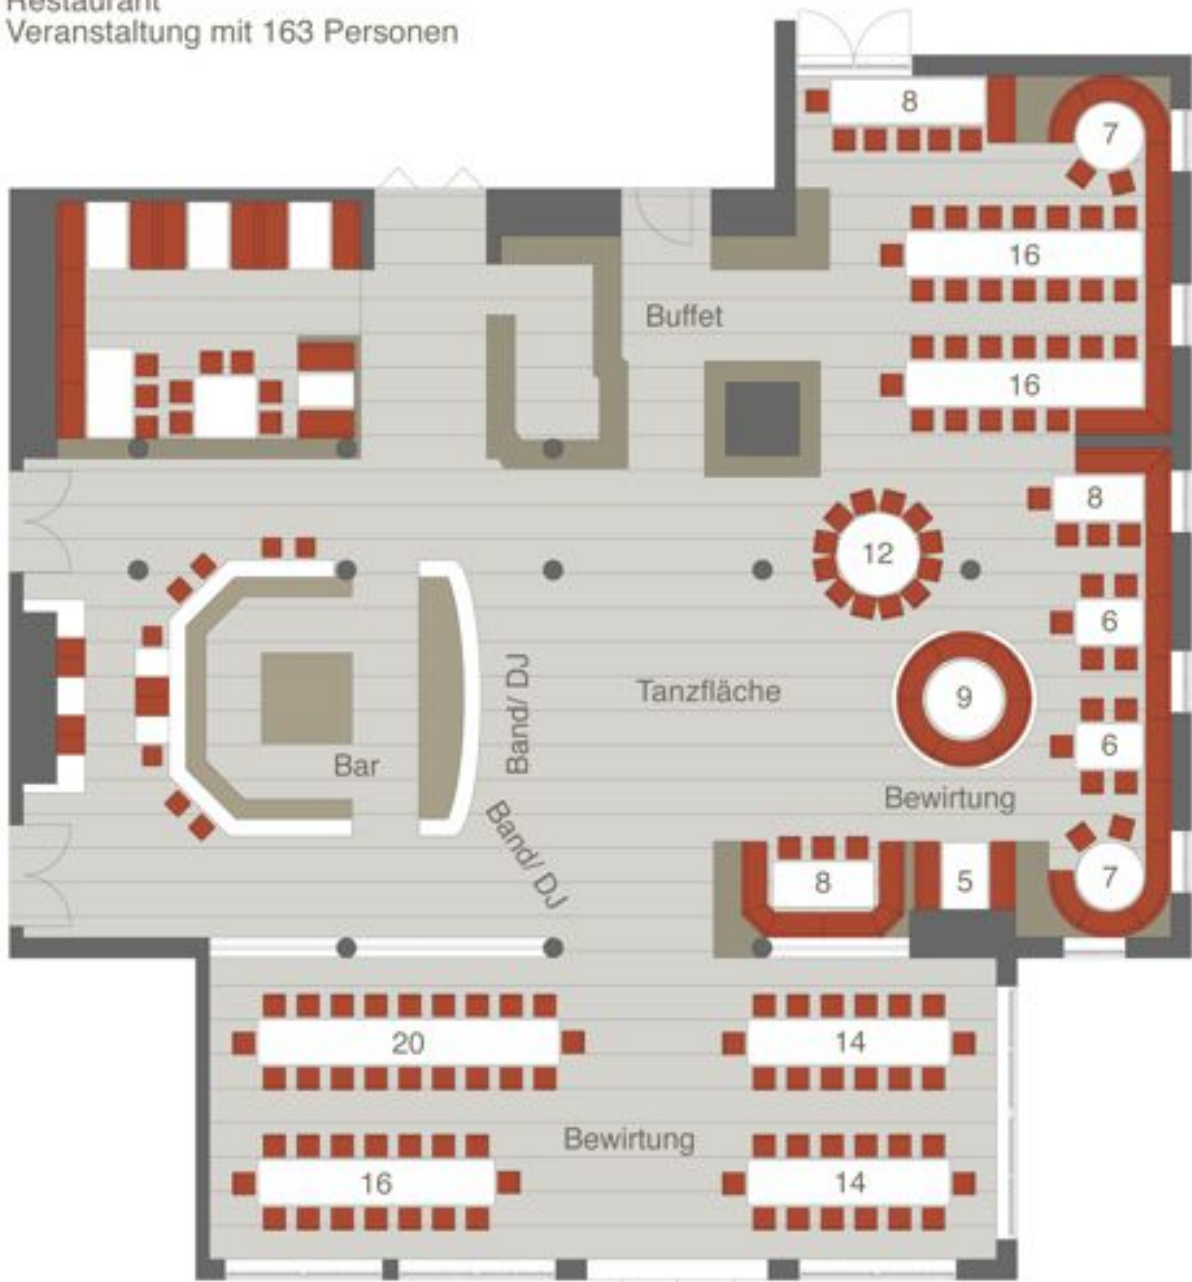 Restaurant
Veranstaltung mit 163 Personen
8
7
16
Buffet
16
8
12
6
Tanzfläche
9
Band/ DJ
6
Bar
Bewirtung
Band/ DJ
8
5
7
20
14
Bewirtung
16
14